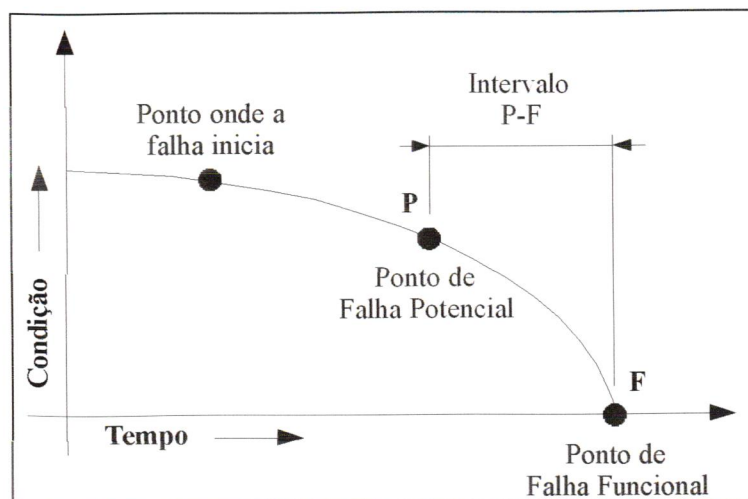 Ponto onde a
falha inicia
Intervalo
P-F
P
Ponto de
Falha Potencial
Condição
F
Tempo
Ponto de
Falha Funcional